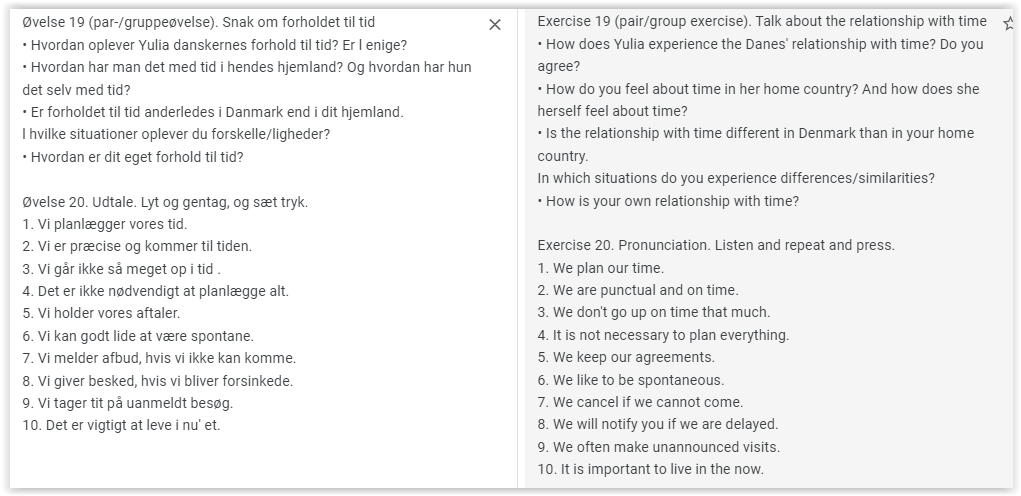 Øvelse 19 (par-/gruppeøvelse). Snak om forholdet til tid
• Hvordan oplever Yulia danskernes forhold til tid? Er l enige?
• Hvordan har man det med tid i hendes hjemland? Og hvordan har hun
det selv med tid?
• Er forholdet til tid anderledes i Danmark end i dit hjemland.
l hvilke situationer oplever du forskelle/ligheder?
• Hvordan er dit eget forhold til tid?

Øvelse 20. Udtale. Lyt og gentag, og sæt tryk.
1. Vi planlægger vores tid.
2. Vi er præcise og kommer til tiden.
3. Vi går ikke så meget op i tid .
4. Det er ikke nødvendigt at planlægge alt.
5. Vi holder vores aftaler.
6. Vi kan godt lide at være spontane.
7. Vi melder afbud, hvis vi ikke kan komme.
8. Vi giver besked, hvis vi bliver forsinkede.
9. Vi tager tit på uanmeldt besøg.
10. Det er vigtigt at leve i nu' et.

Exercise 19 (pair/group exercise). Talk about the relationship with time
• How does Yulia experience the Danes' relationship with time? Do you
agree?
• How do you feel about time in her home country? And how does she
herself feel about time?
• Is the relationship with time different in Denmark than in your home
country.
In which situations do you experience differences/similarities?
• How is your own relationship with time?

Exercise 20. Pronunciation. Listen and repeat and press.
1. We plan our time.
2. We are punctual and on time.
3. We don't go up on time that much.
4. It is not necessary to plan everything.
5. We keep our agreements.
6. We like to be spontaneous.
7. We cancel if we cannot come.
8. We will notify you if we are delayed.
9. We often make unannounced visits.
10. It is important to live in the now.